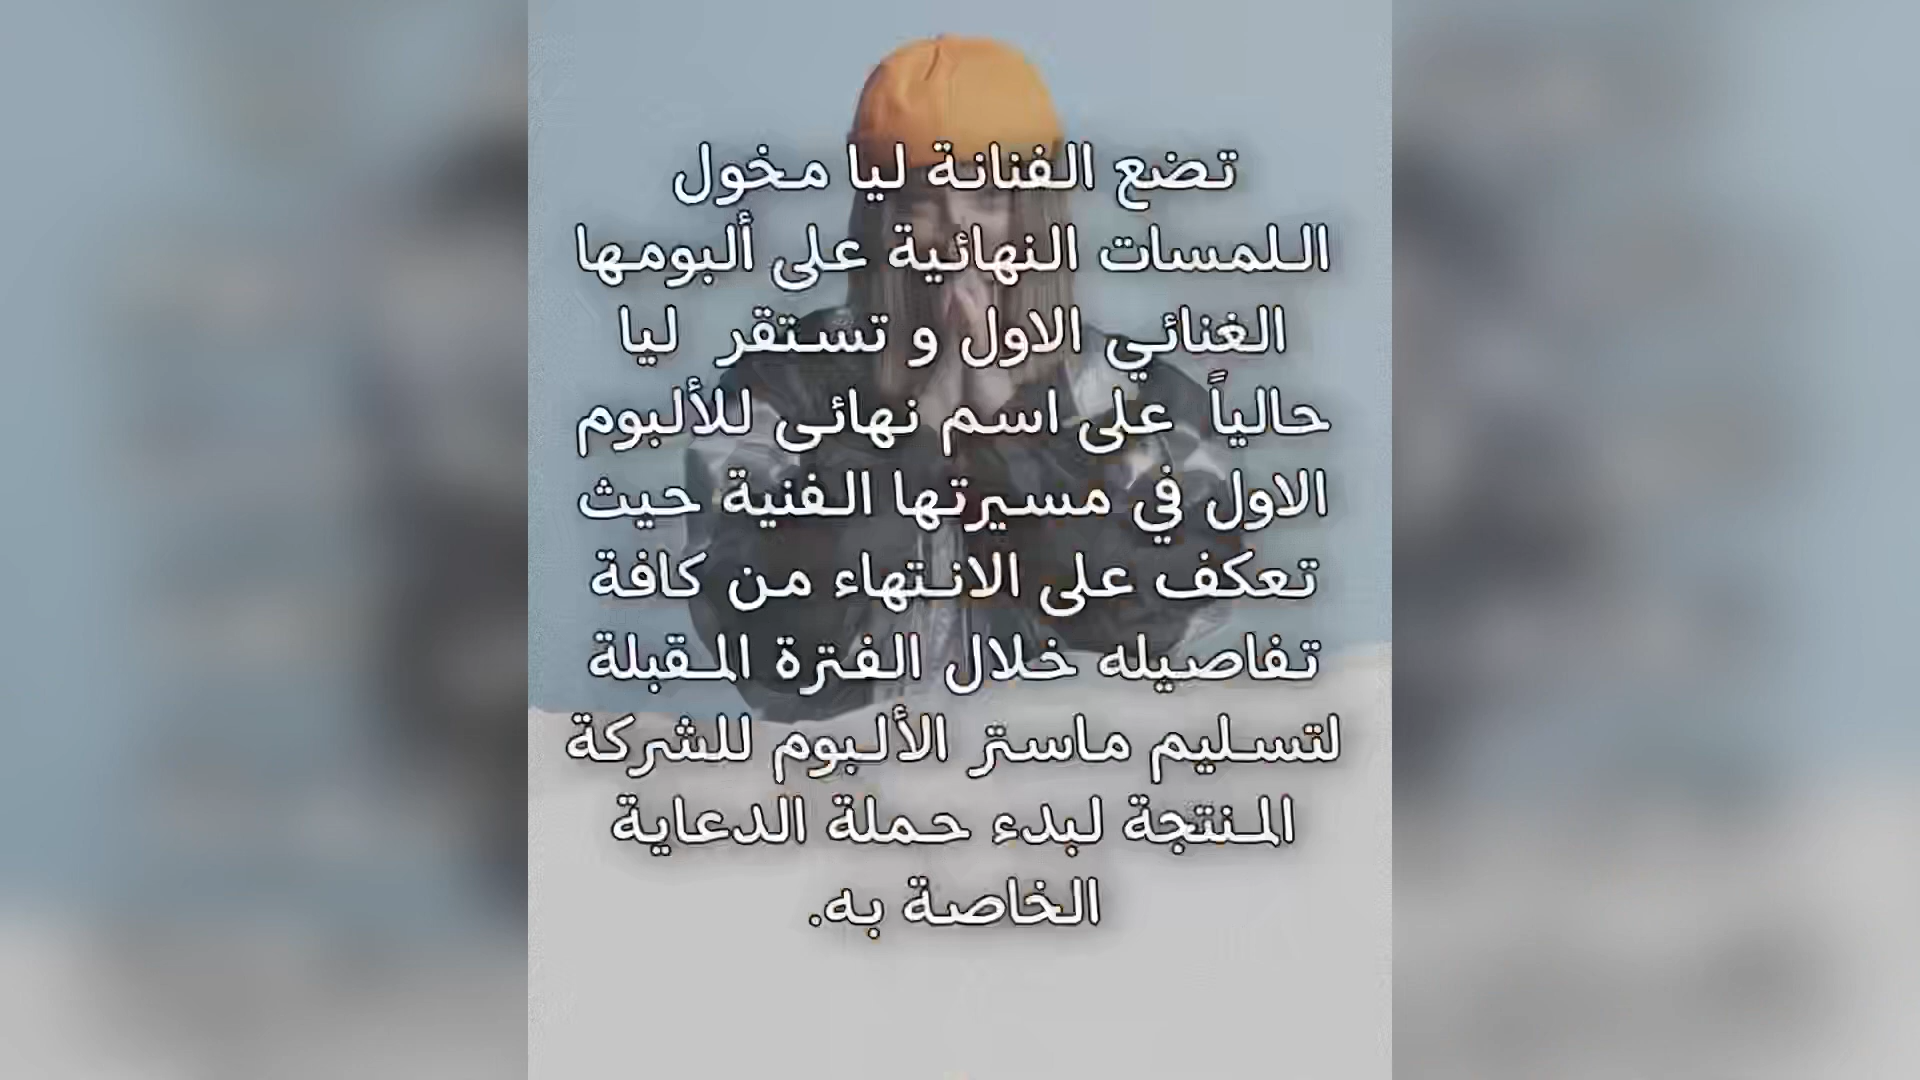 تضع الفنانة ليا مخول
اللمسات النهائية على ألبومها
الغنائي الاول و تستقر ليا
حالياً على اسم نهائى للألبوم
الاول في مسيرتها الفنية حيث
تعكف على الانتهاء من كافة
تفاصيله خلال الفترة المقبلة
لتسليم ماستر الألبوم للشركة
المنتجة لبدء حملة الدعاية
الخاصة به.